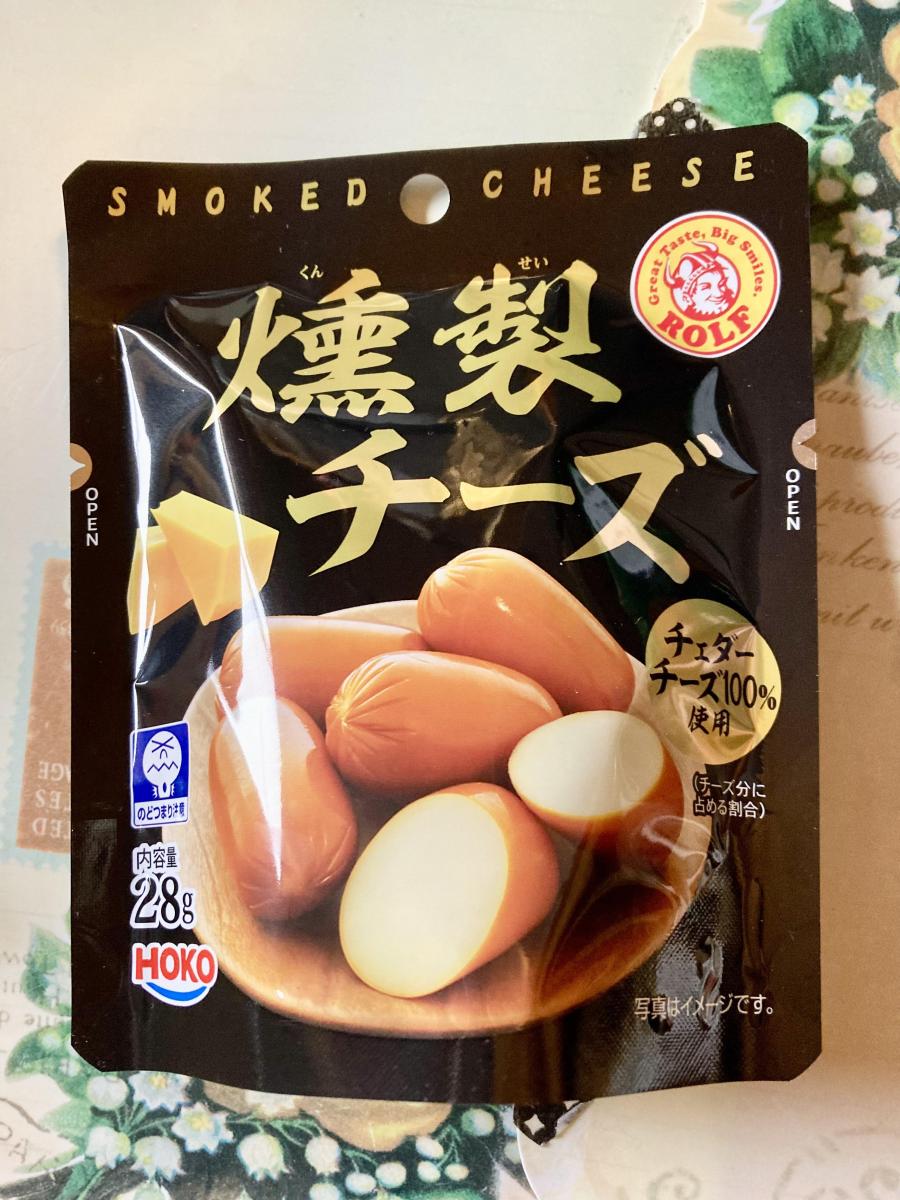 SMOKED CHEESE
Great Taste, Big Smiles.
ROLF
くん せい
燻製
チーズ
OPEN
OPEN
チェダー
チーズ100%
使用
(チーズ分に
占める割合)
のどつまり注意
内容量
28g
HOKO
写真はイメージです。